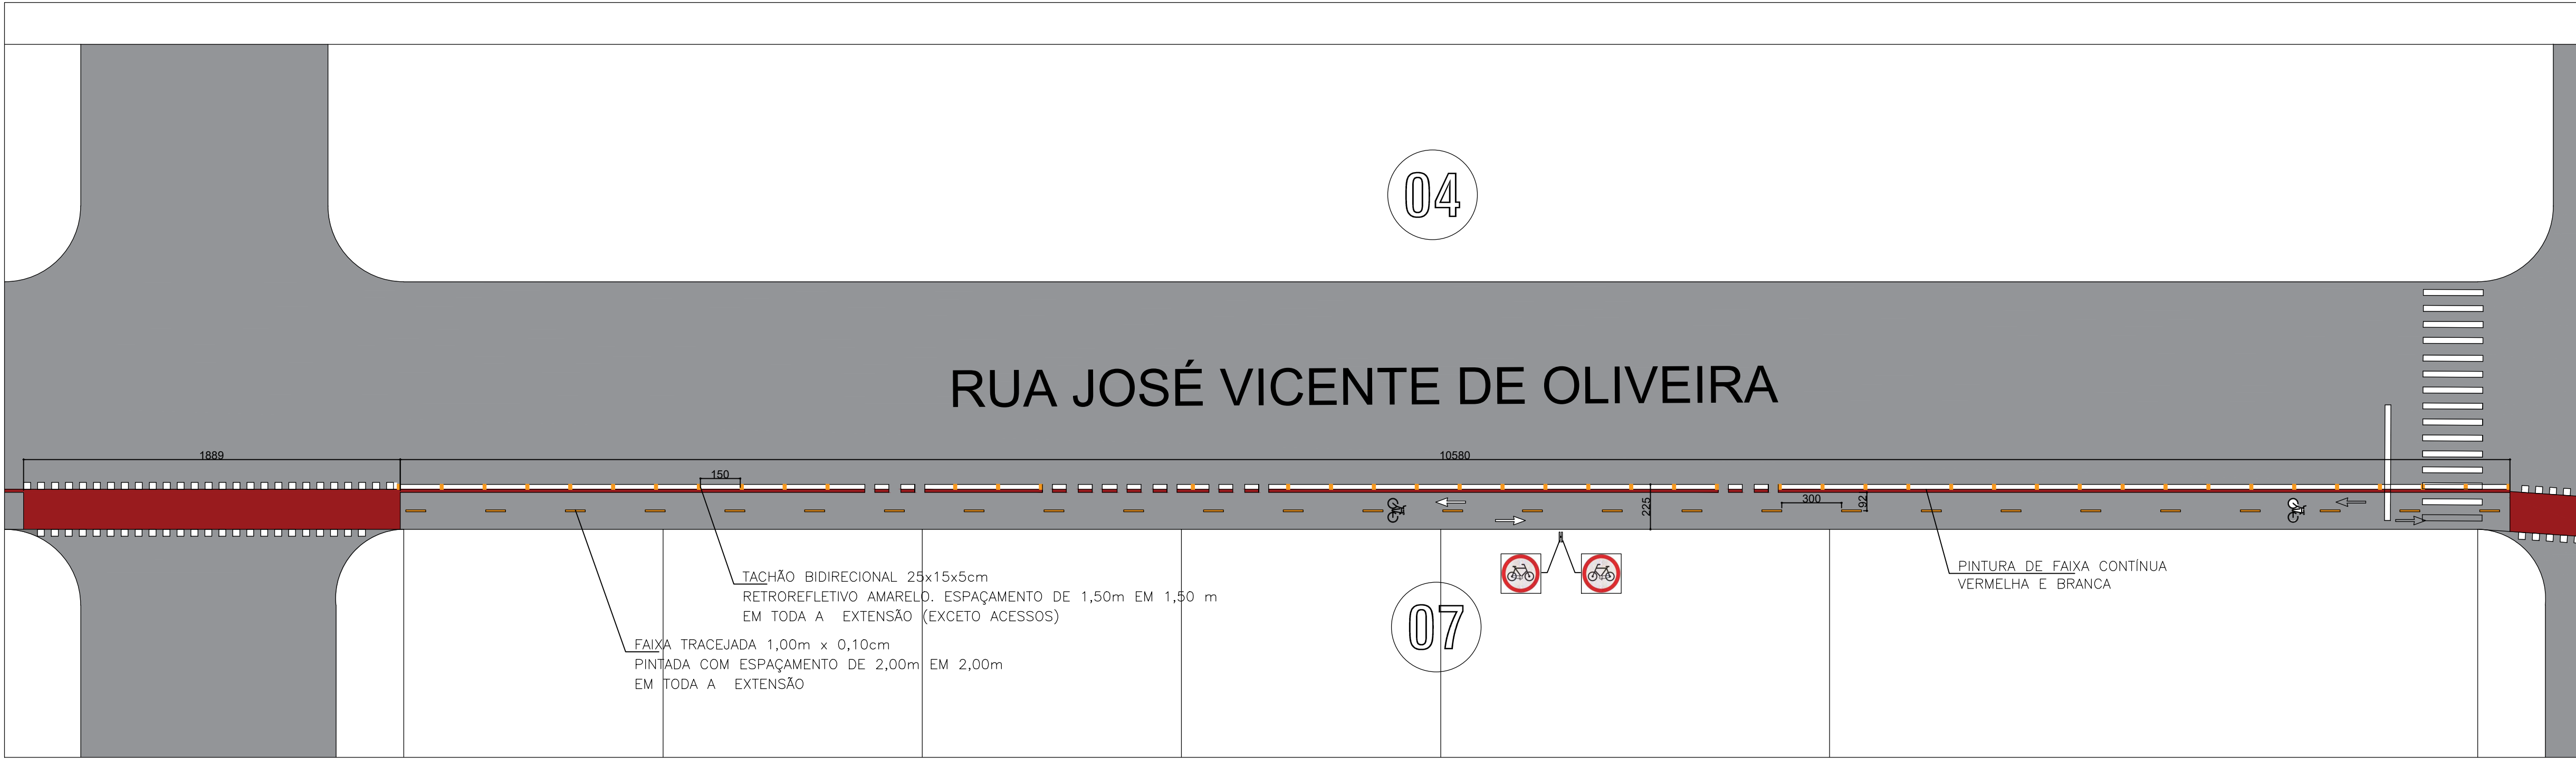 04
RUA JOSÉ VICENTE DE OLIVEIRA
1889
10580
150
300
92
225
TACHÃO BIDIRECIONAL 25x15x5cm
RETROREFLETIVO AMARELO. ESPAÇAMENTO DE 1,50m EM 1,50 m
EM TODA A EXTENSÃO (EXCETO ACESSOS)
PINTURA DE FAIXA CONTÍNUA
VERMELHA E BRANCA
07
FAIXA TRACEJADA 1,00m x 0,10cm
PINTADA COM ESPAÇAMENTO DE 2,00m EM 2,00m
EM TODA A EXTENSÃO